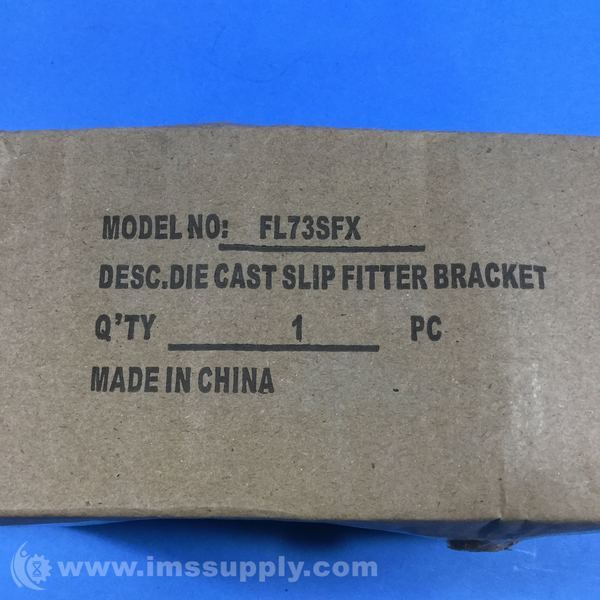 MODEL NO: FL73SFX
DESC.DIE CAST SLIP FITTER BRACKET
Q'TY 1 PC
MADE IN CHINA
www.imssupply.com